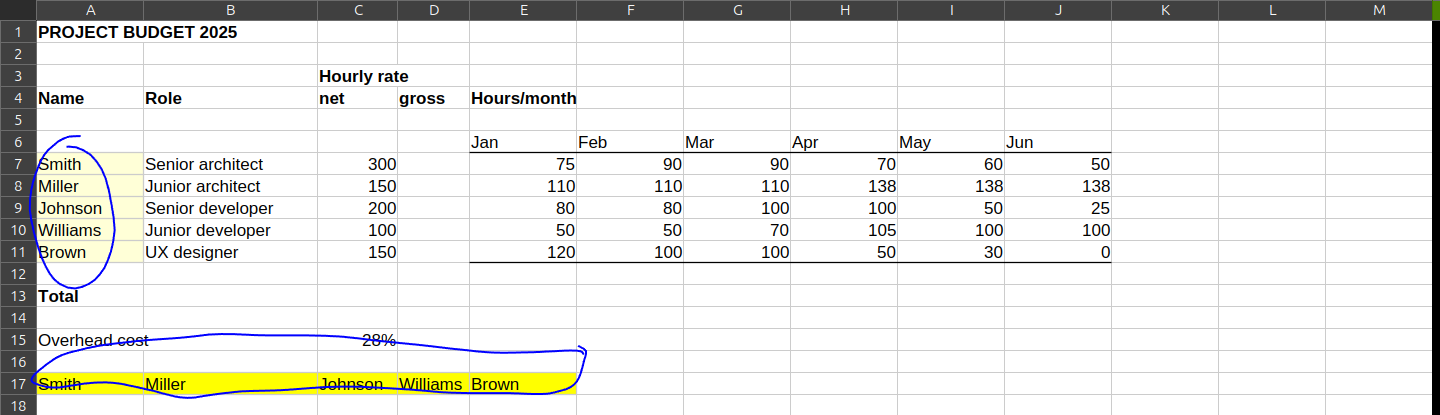 A B C D E F G H I J K L M
1 PROJECT BUDGET 2025
2
3 Hourly rate
4 Name Role net gross Hours/month
5
6 Jan Feb Mar Apr May Jun
7 Smith Senior architect 300 75 90 90 70 60 50
8 Miller Junior architect 150 110 110 110 138 138 138
9 Johnson Senior developer 200 80 80 100 100 50 25
10 Williams Junior developer 100 50 50 70 105 100 100
11 Brown UX designer 150 120 100 100 50 30 0
12
13 Total
14
15 Overhead cost 28%
16
17 Smith Miller Johnson Williams Brown
18